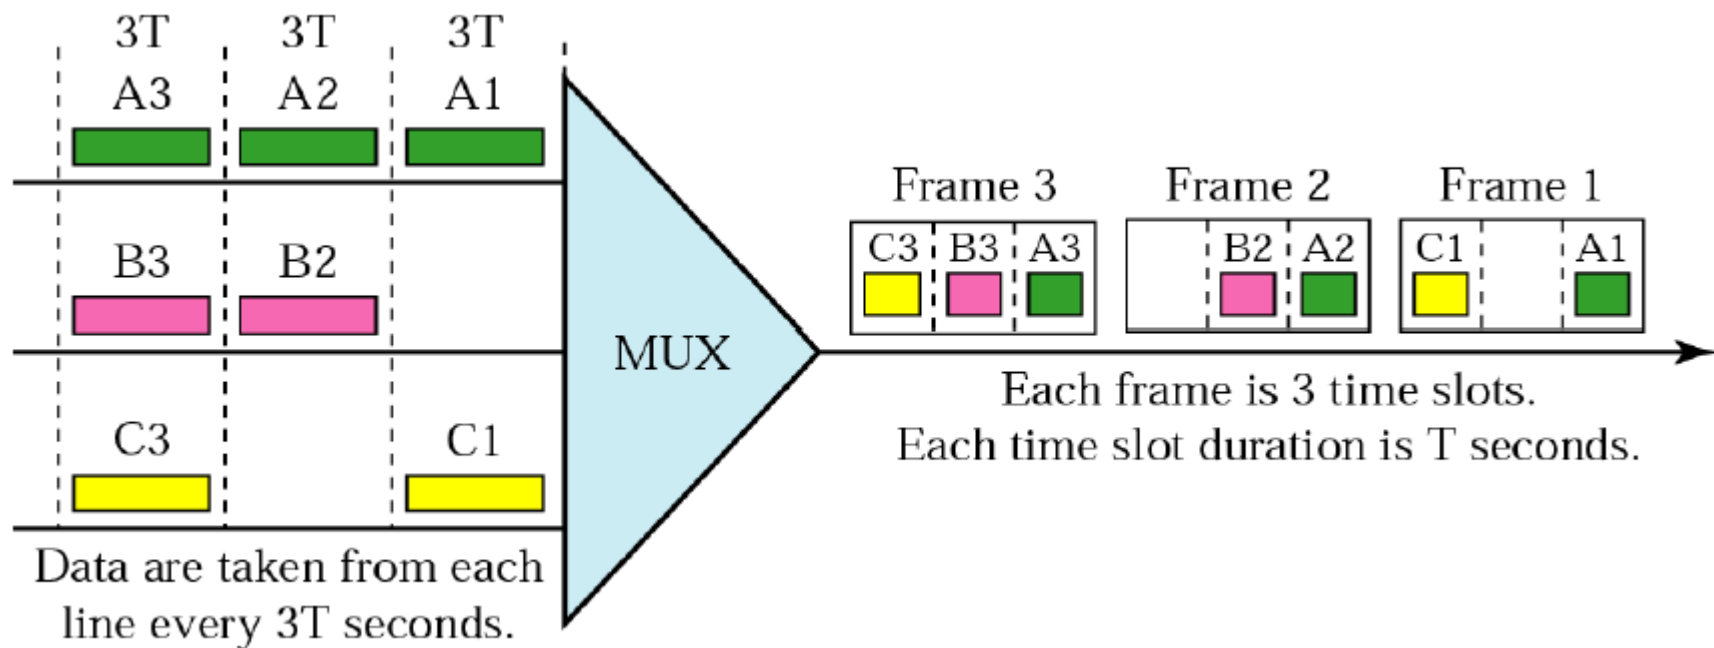 3T 3T 3T
A3 A2 A1
Frame 3 Frame 2 Frame 1
C3 B3 A3 B2 A2 C1 A1
B3 B2
MUX
Each frame is 3 time slots.
Each time slot duration is T seconds.
C3 C1
Data are taken from each
line every 3T seconds.